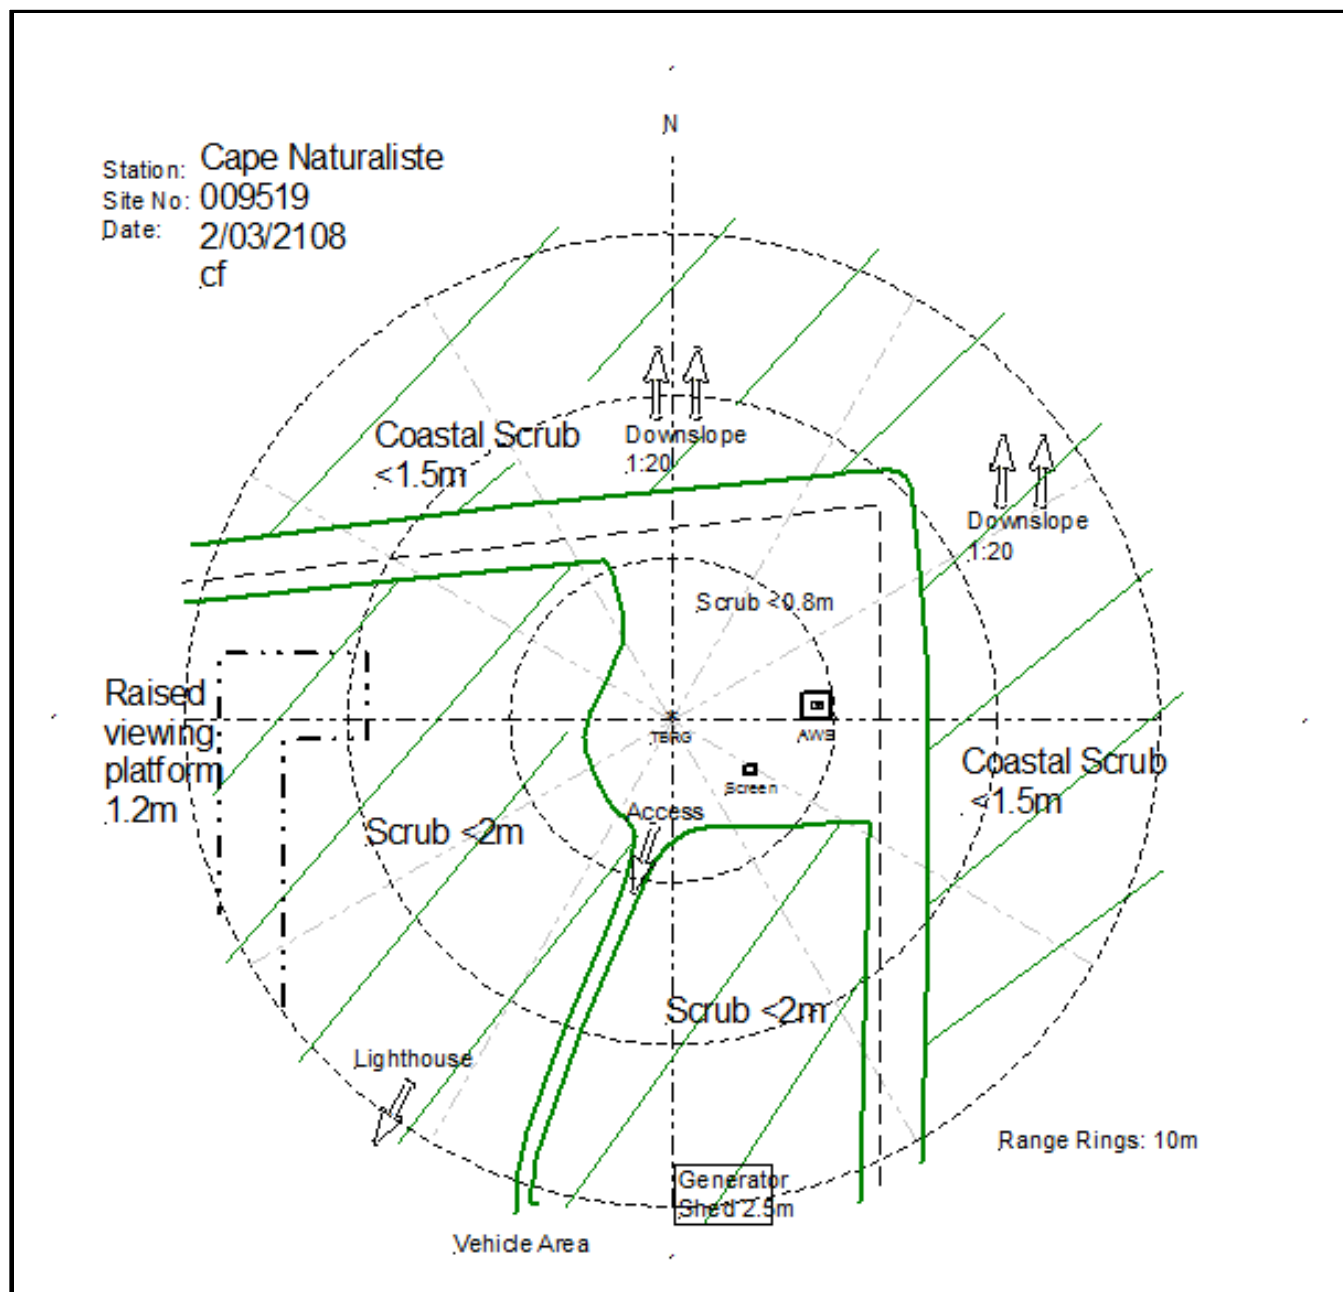 N
Station: Cape Naturaliste
Site No: 009519
Date: 2/03/2108
cf
Coastal Scrub
<1.5m
Downslope
1:20
Downslope
1:20
Scrub <0.8m
Raised
viewing
platform
1.2m
TBRG
AWS
Screen
Coastal Scrub
<1.5m
Access
Scrub <2m
Scrub <2m
Lighthouse
Range Rings: 10m
Generator
Shed 2.5m
Vehicle Area